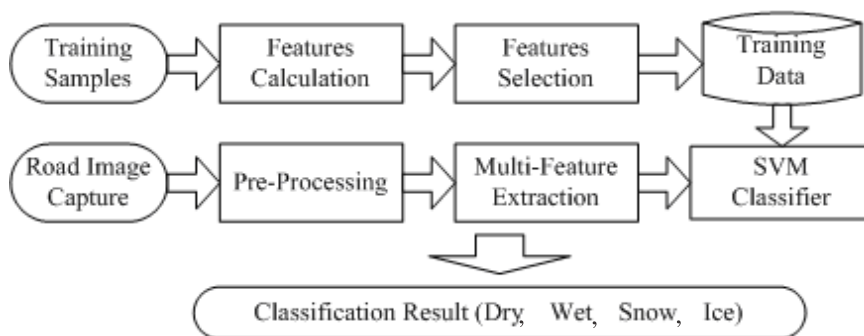 Training
Samples
Features
Calculation
Features
Selection
Training
Data
Road Image
Capture
Pre-Processing
Multi-Feature
Extraction
SVM
Classifier
Classification Result (Dry, Wet, Snow, Ice)